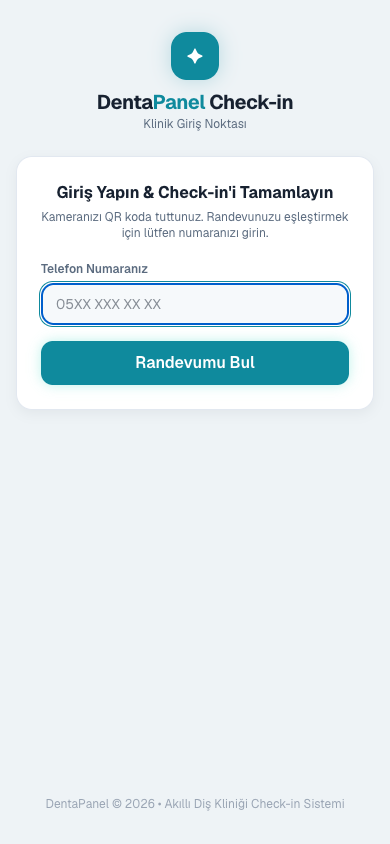 DentaPanel Check-in
Klinik Giriş Noktası
Giriş Yapın & Check-in'i Tamamlayın
Kameranızı QR koda tuttunuz. Randevunuzu eşleştirmek
için lütfen numaranızı girin.
Telefon Numaranız
05XX XXX XX XX
Randevumu Bul
DentaPanel © 2026 • Akıllı Diş Kliniği Check-in Sistemi